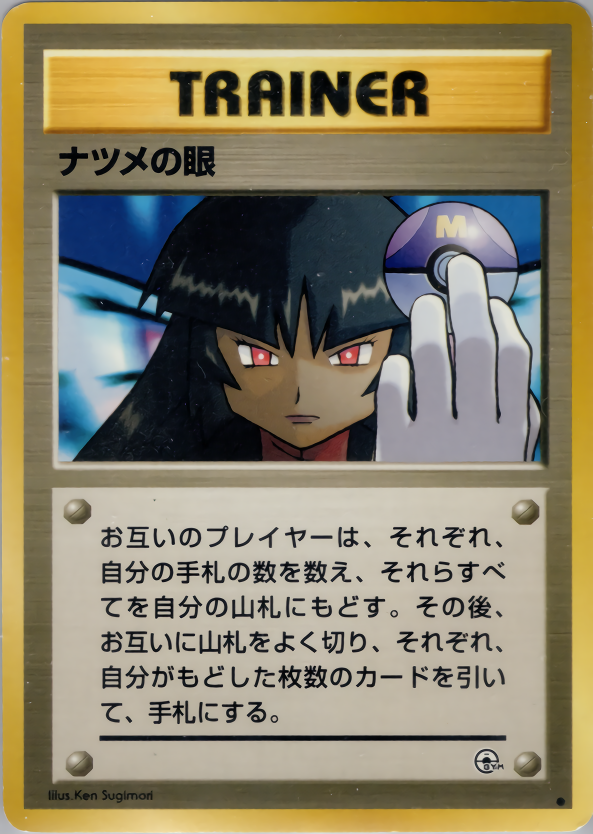 TRAINER
ナツメの眼
M
お互いのプレイヤーは、それぞれ、
自分の手札の数を数え、それらすべ
てを自分の山札にもどす。その後、
お互いに山札をよく切り、それぞれ、
自分がもどした枚数のカードを引い
て、手札にする。
GYM
Illus. Ken Sugimori